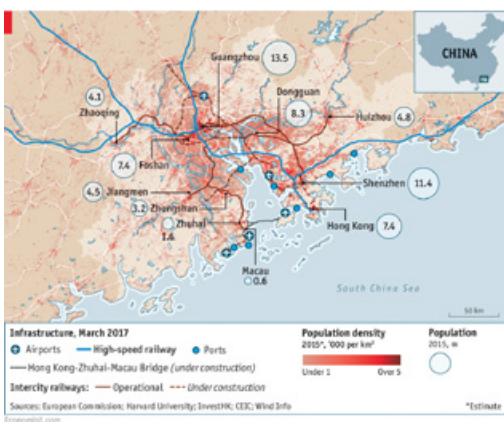 CHINA
Guangzhou 13.5
Dongguan
8.3
4.1
Zhaoqing
Huizhou 4.8
7.4
Foshan
4.5 Jiangmen
3.2 Zhongshan
Zhuhai
1.6
Shenzhen 11.4
Hong Kong 7.4
Macau
0.6
South China Sea
50 km
Infrastructure, March 2017
Airports High-speed railway Ports
Hong Kong-Zhuhai-Macau Bridge (under construction)
Intercity railways: Operational Under construction
Population density
2015*, '000 per km²
Under 1 Over 5
Population
2015, m
Sources: European Commission; Harvard University; InvestHK; CEIC; Wind Info
*Estimate
Economist.com